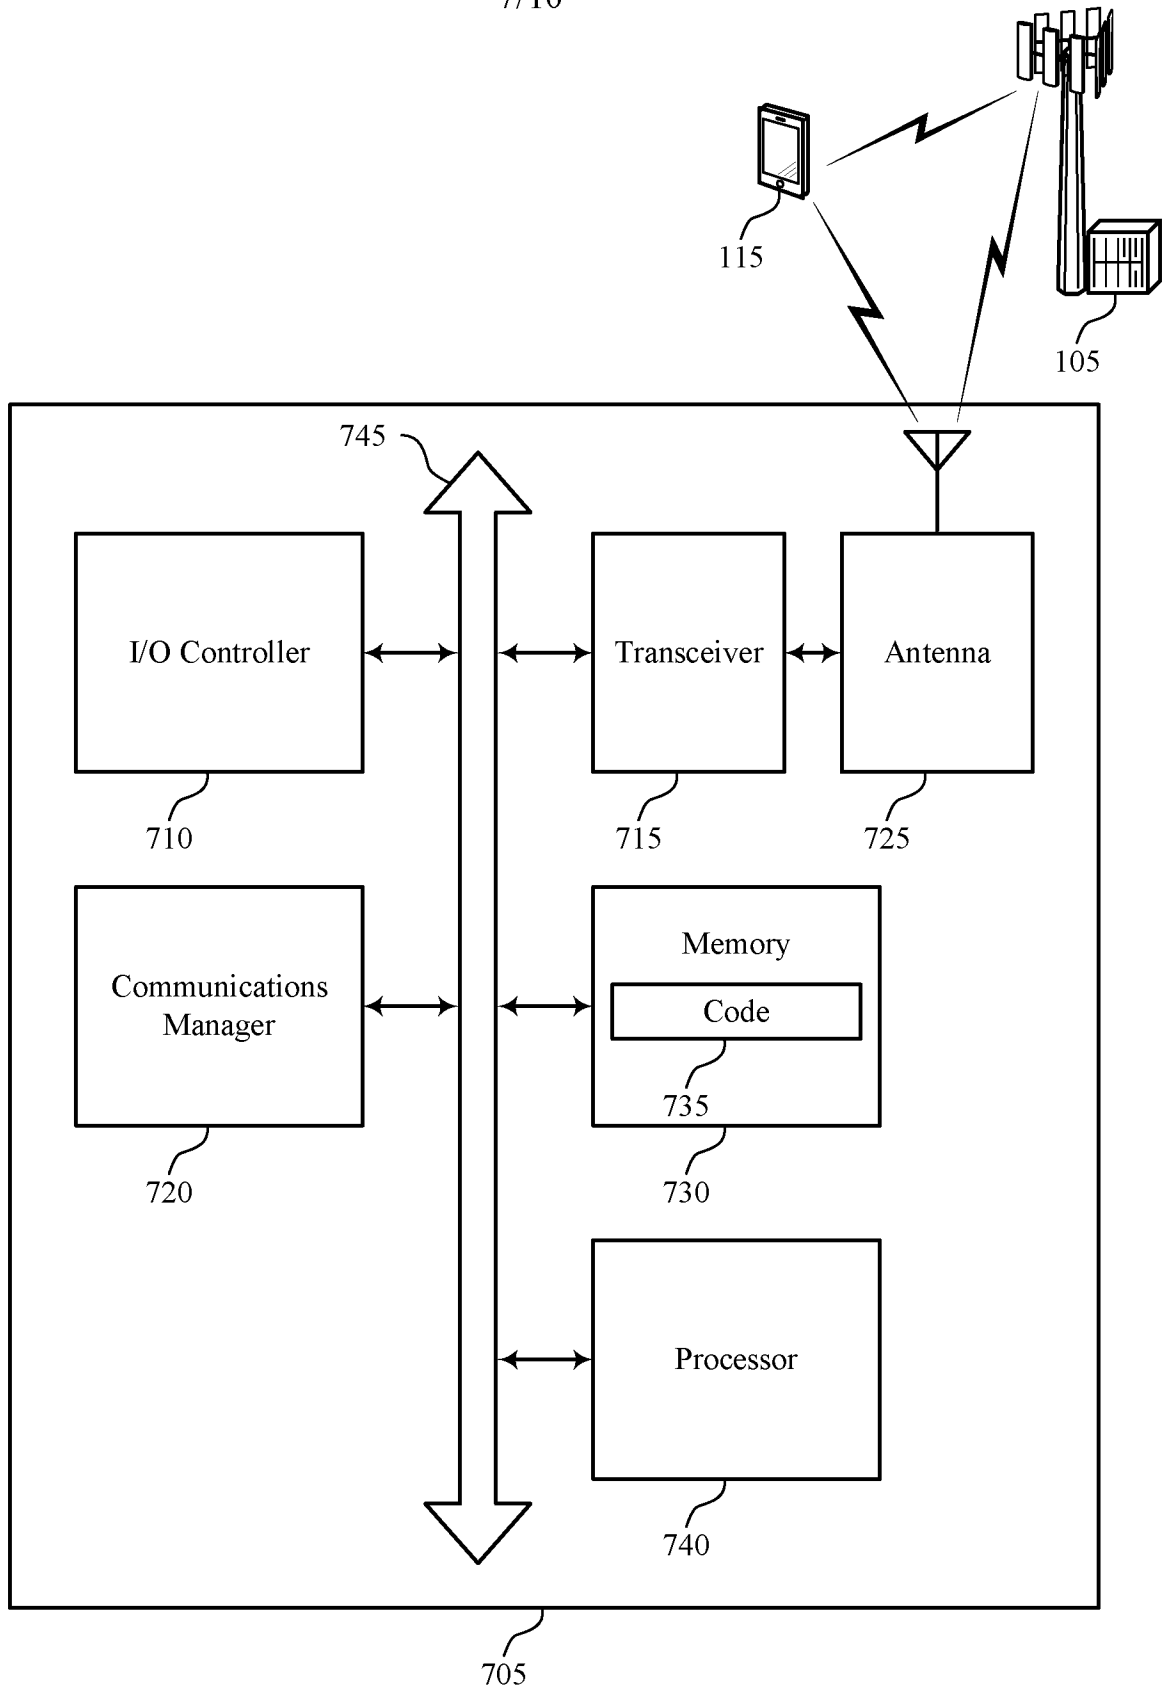 115
105
745
I/O Controller
Transceiver
Antenna
710
715
725
Communications
Manager
Memory
Code
735
720
730
Processor
740
705